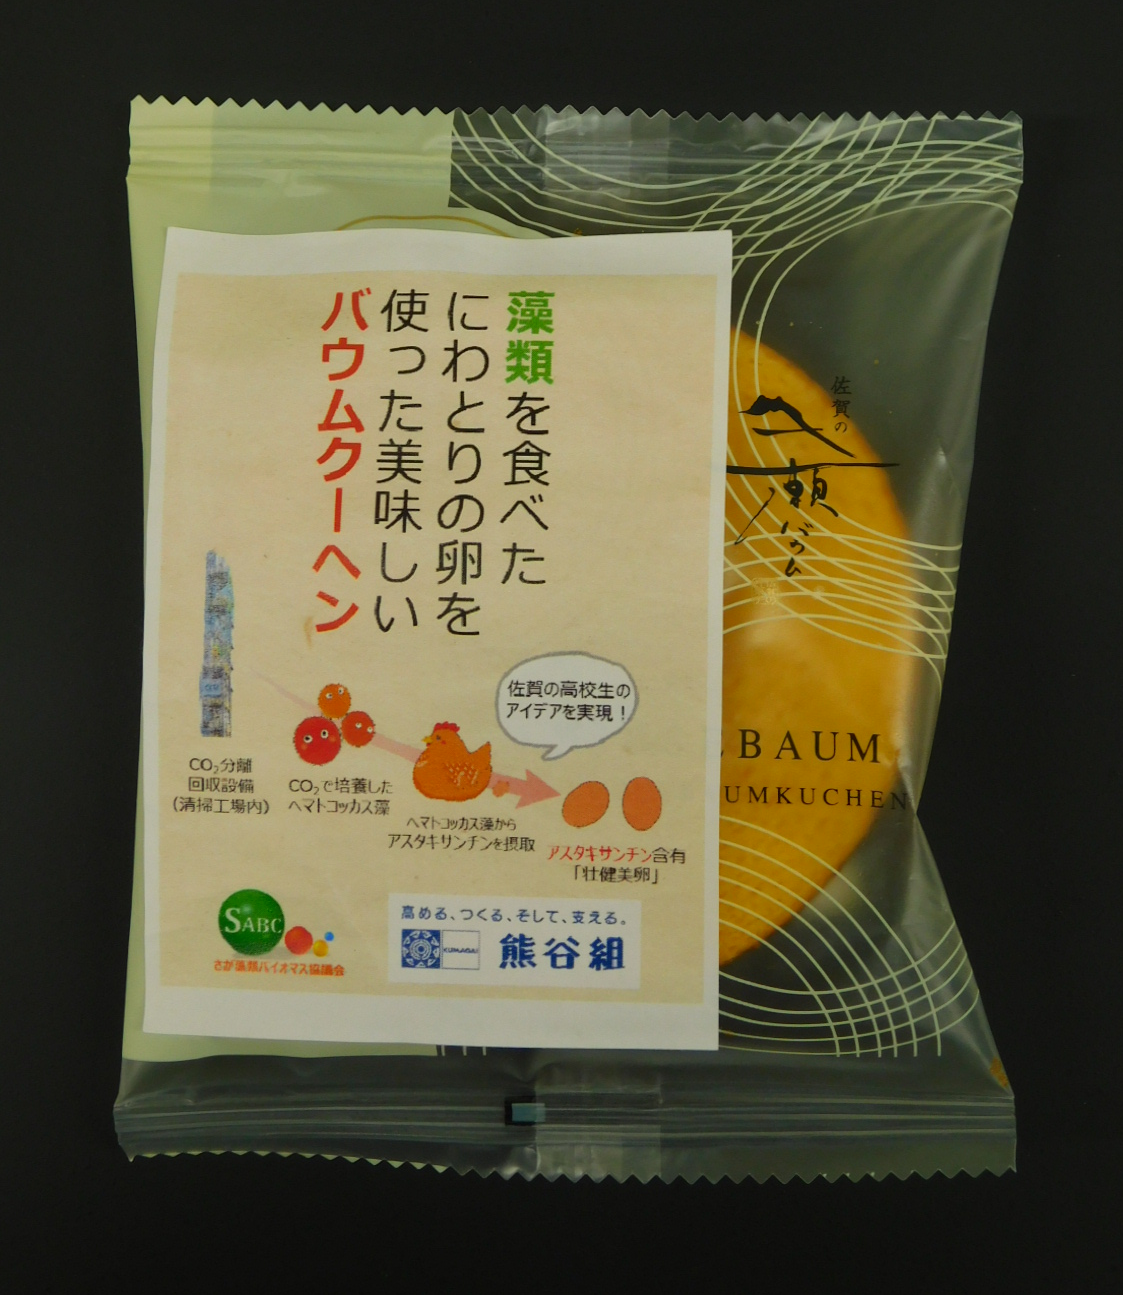 藻類を食べた
にわとりの卵を
使った美味しい
バウムクーヘン
佐賀の高校生の
アイデアを実現！
CO₂分離
回収設備
（清掃工場内）
CO₂で培養した
ヘマトコッカス藻
ヘマトコッカス藻から
アスタキサンチンを摂取
アスタキサンチン含有
「壮健美卵」
SABC
さが藻類バイオマス協議会
高める、つくる、そして、支える。
KUMAGAI
熊谷組
佐賀の
瀬
バウム
BAUM
UMKUCHEN